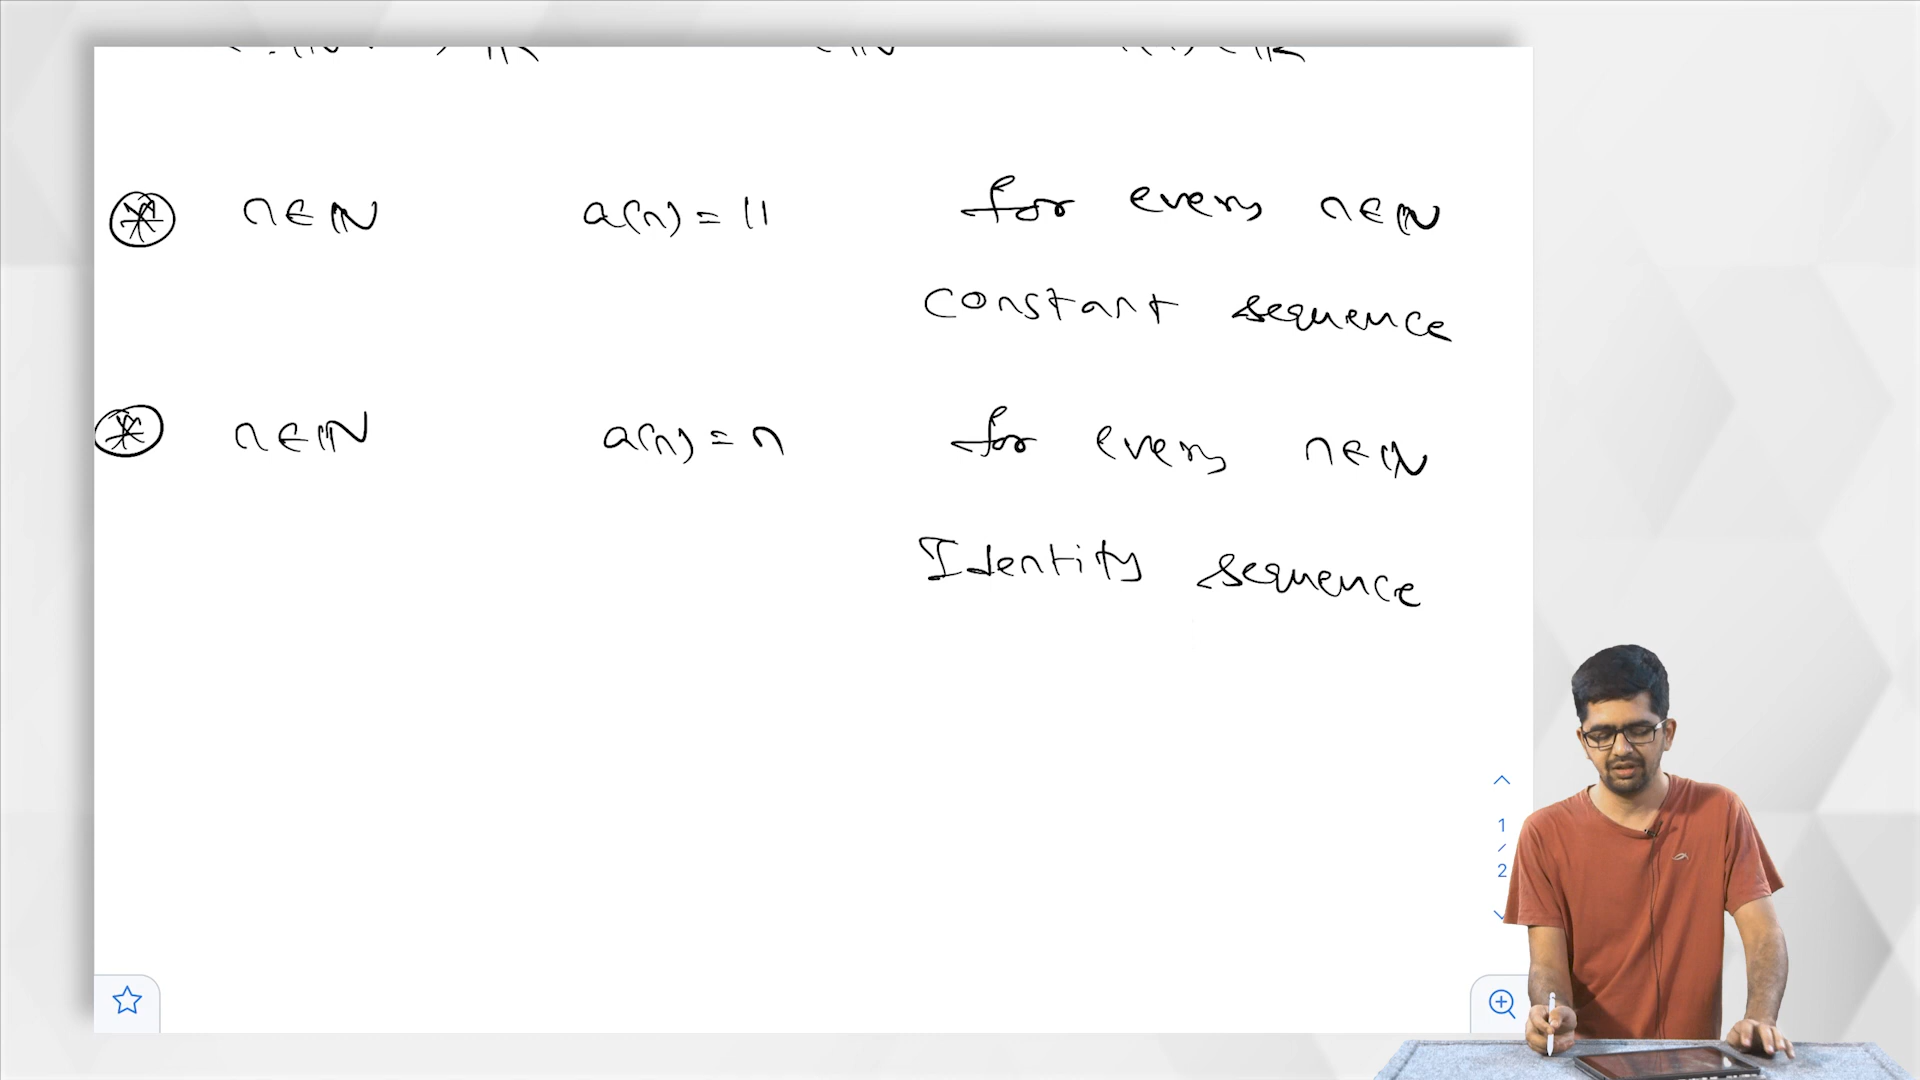 n∈ℕ a(n) = 11 for every n∈ℕ
constant sequence
n∈ℕ a(n) = n for every n∈ℕ
Identity sequence
1
/
2